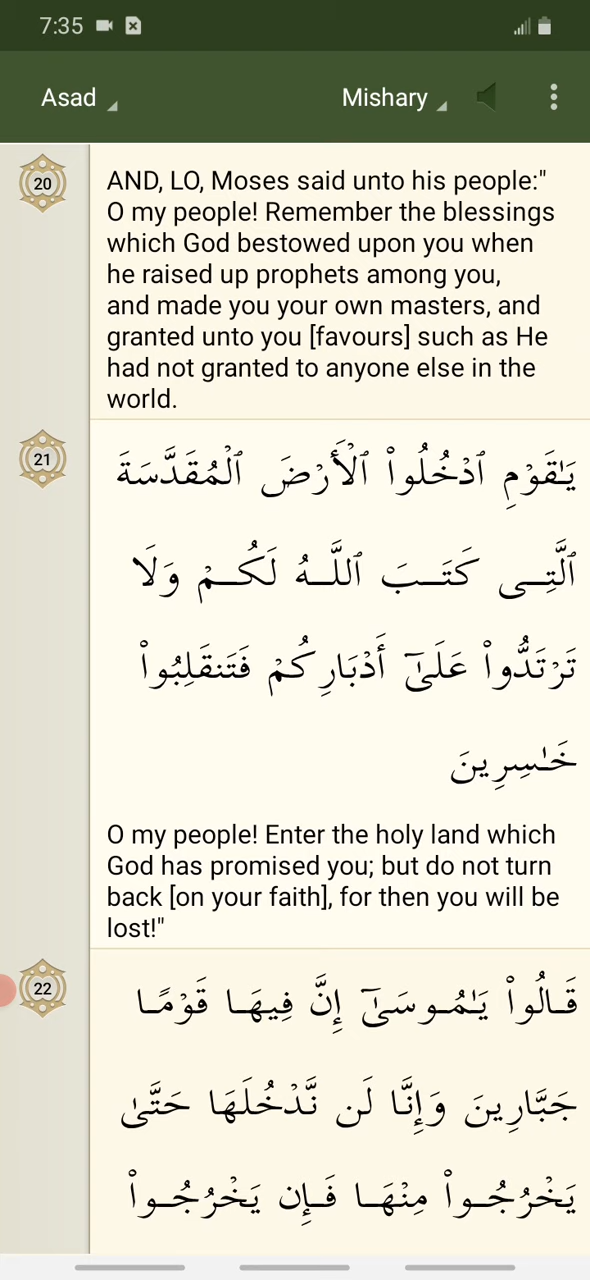 7:35
Asad
Mishary
20
AND, LO, Moses said unto his people:"
O my people! Remember the blessings
which God bestowed upon you when
he raised up prophets among you,
and made you your own masters, and
granted unto you [favours] such as He
had not granted to anyone else in the
world.
21
يَـٰقَوْمِ ٱدْخُلُوا۟ ٱلْأَرْضَ ٱلْمُقَدَّسَةَ
ٱلَّتِى كَتَبَ ٱللَّهُ لَكُمْ وَلَا
تَرْتَدُّوا۟ عَلَىٰٓ أَدْبَارِكُمْ فَتَنقَلِبُوا۟
خَـٰسِرِينَ
O my people! Enter the holy land which
God has promised you; but do not turn
back [on your faith], for then you will be
lost!"
22
قَالُوا۟ يَـٰمُوسَىٰٓ إِنَّ فِيهَا قَوْمًا
جَبَّارِينَ وَإِنَّا لَن نَّدْخُلَهَا حَتَّىٰ
يَخْرُجُوا۟ مِنْهَا فَإِن يَخْرُجُوا۟